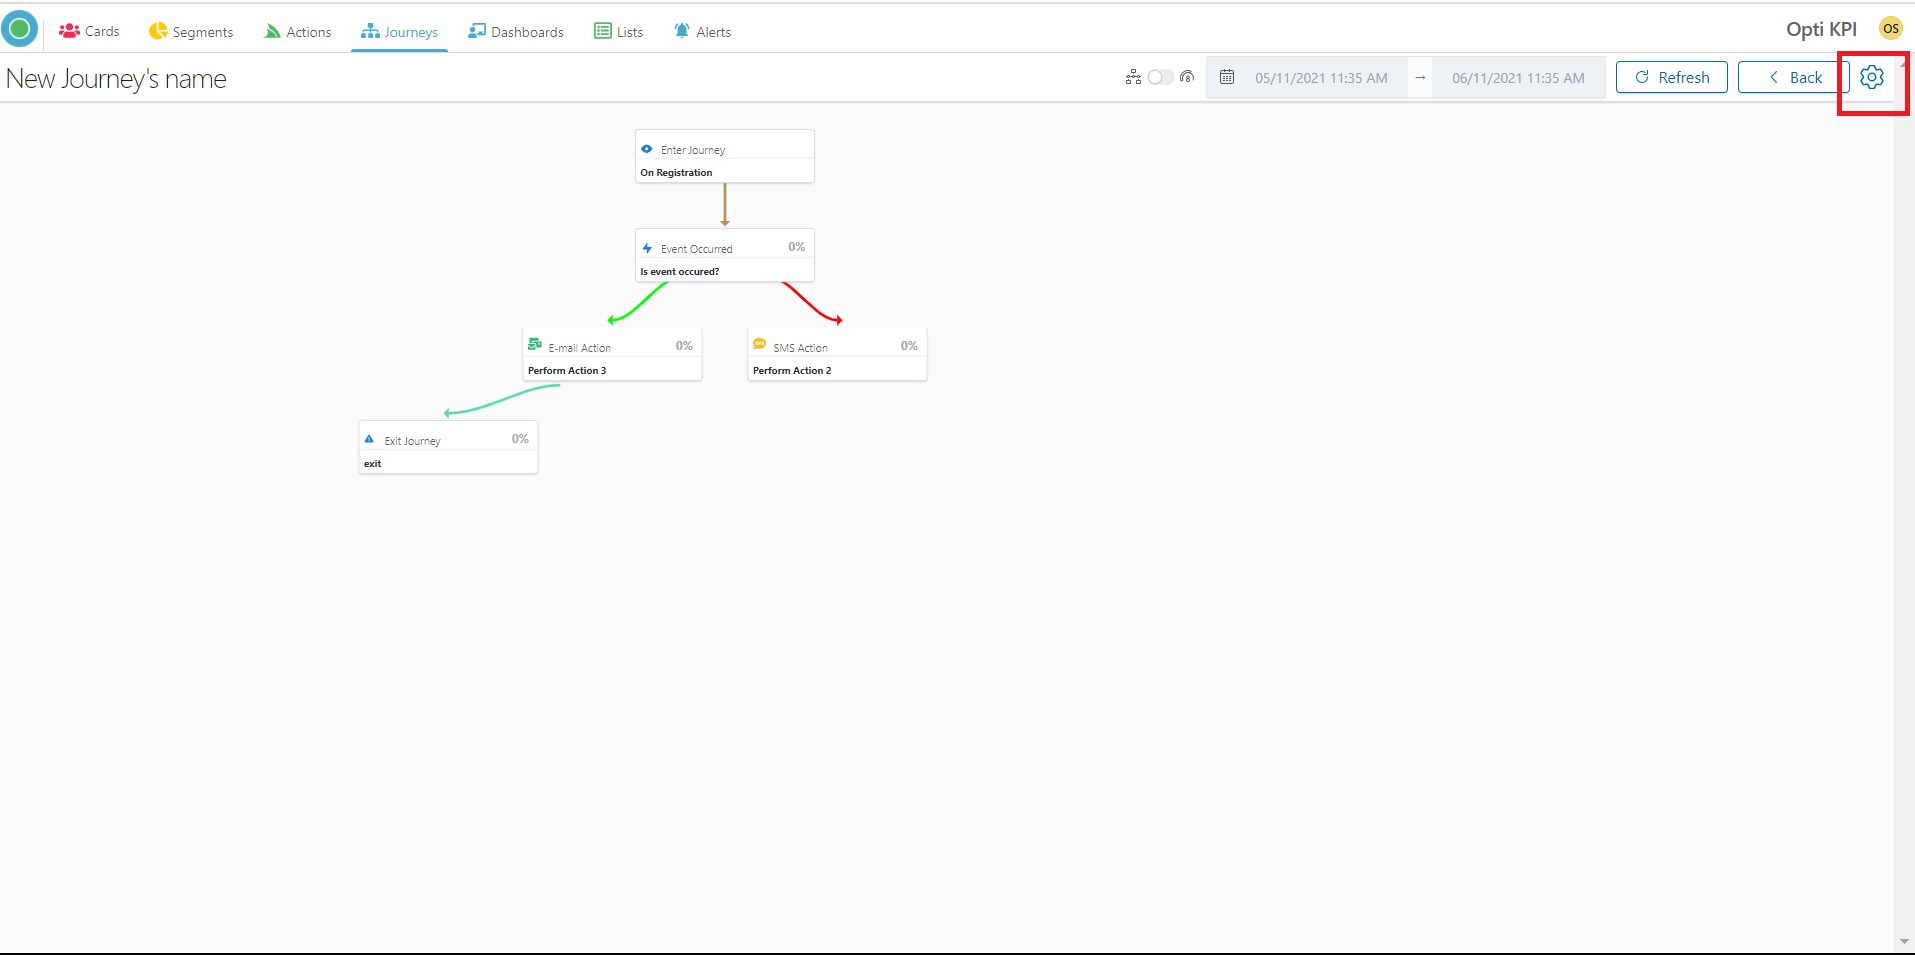 Cards Segments Actions Journeys Dashboards Lists Alerts Opti KPI OS
New Journey's name 05/11/2021 11:35 AM → 06/11/2021 11:35 AM Refresh Back
Enter Journey
On Registration
Event Occurred 0%
Is event occured?
E-mail Action 0%
Perform Action 3
SMS Action 0%
Perform Action 2
Exit Journey 0%
exit